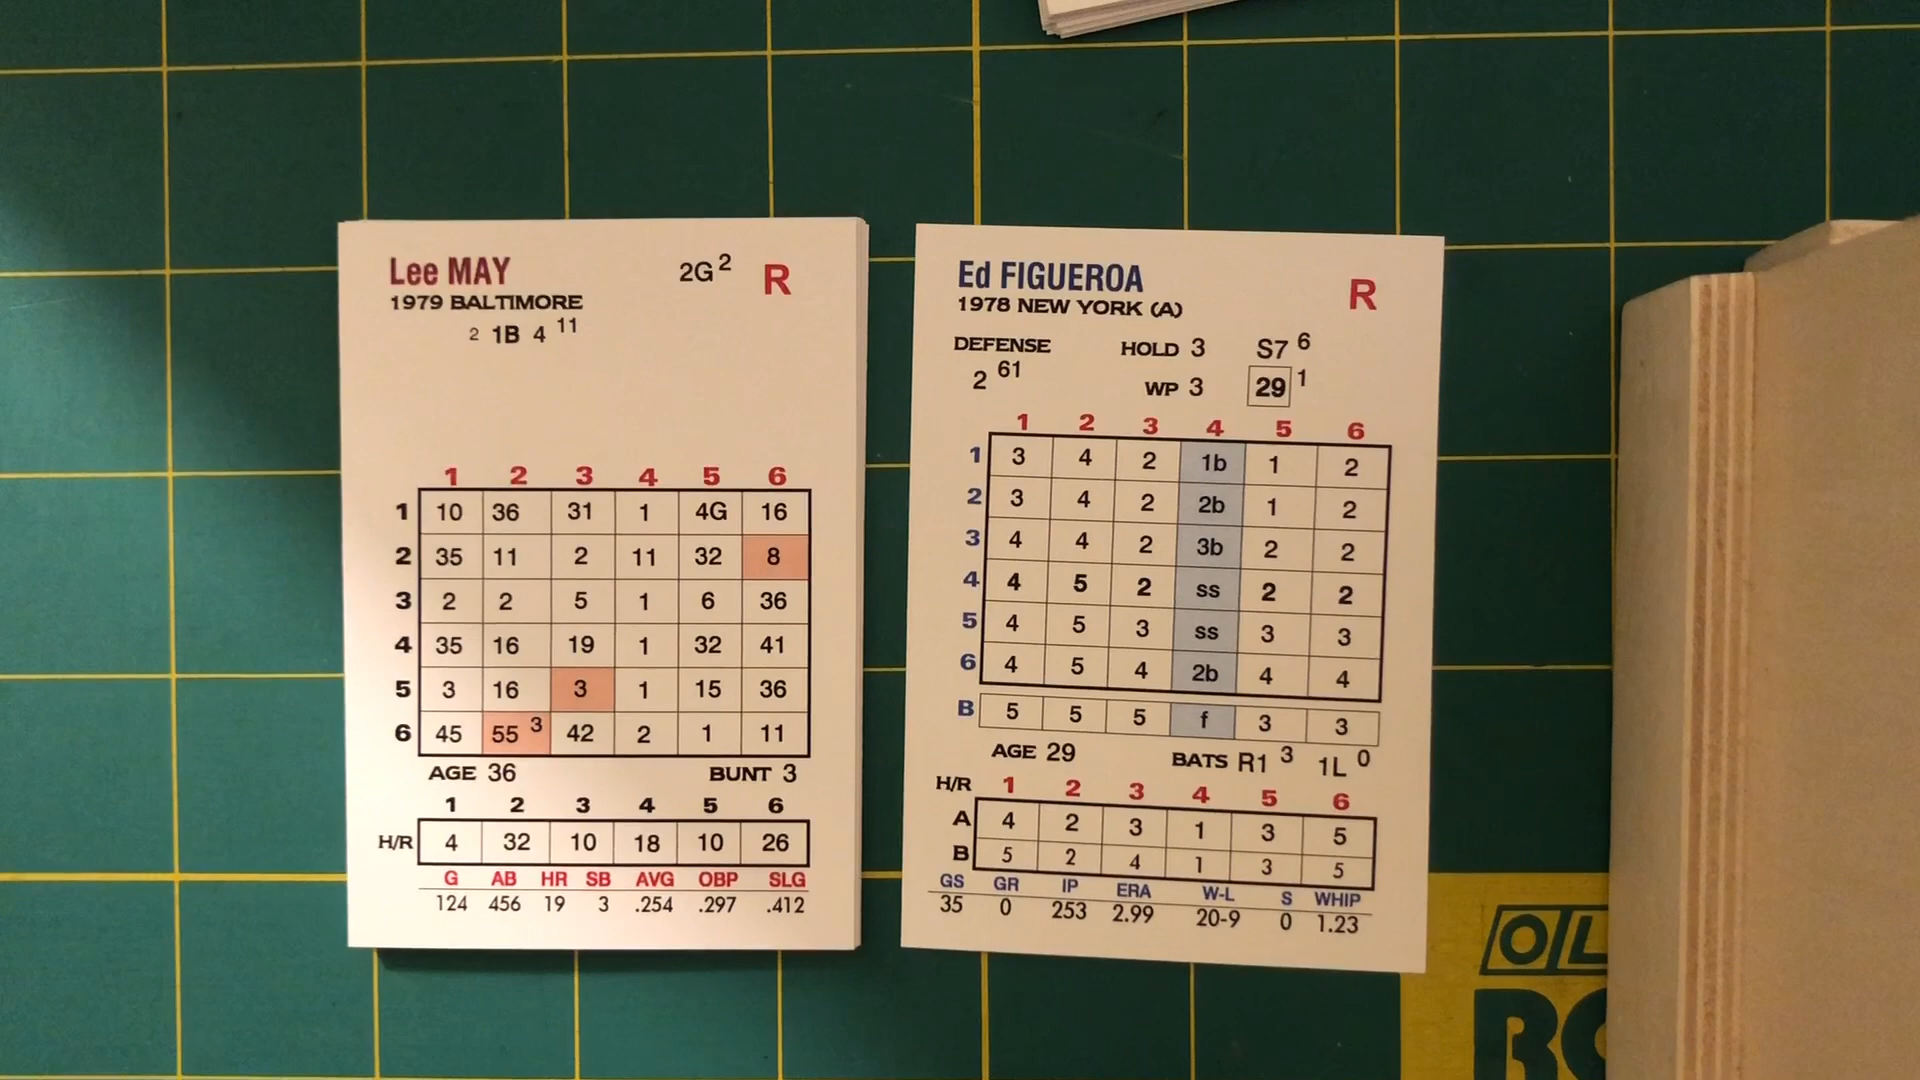 Lee MAY
2G 2 R
1979 BALTIMORE
2 1B 4 11
1 2 3 4 5 6
1 10 36 31 1 4G 16
2 35 11 2 11 32 8
3 2 2 5 1 6 36
4 35 16 19 1 32 41
5 3 16 3 1 15 36
6 45 55 3 42 2 1 11
AGE 36 BUNT 3
1 2 3 4 5 6
H/R 4 32 10 18 10 26
G AB HR SB AVG OBP SLG
124 456 19 3 .254 .297 .412
Ed FIGUEROA
R
1978 NEW YORK (A)
DEFENSE HOLD 3 S7 6
2 61 WP 3 29 1
1 2 3 4 5 6
1 3 4 2 1b 1 2
2 3 4 2 2b 1 2
3 4 4 2 3b 2 2
4 4 5 2 ss 2 2
5 4 5 3 ss 3 3
6 4 5 4 2b 4 4
B 5 5 5 f 3 3
AGE 29 BATS R1 3 1L 0
H/R 1 2 3 4 5 6
A 4 2 3 1 3 5
B 5 2 4 1 3 5
GS GR IP ERA W-L S WHIP
35 0 253 2.99 20-9 0 1.23